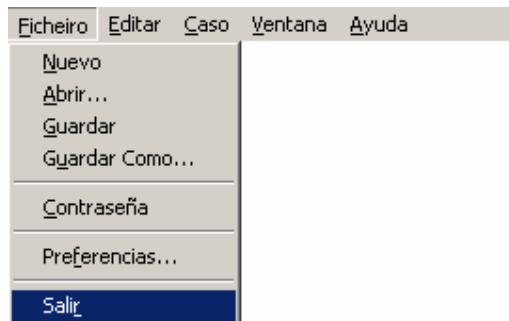 Ficheiro Editar Caso Ventana Ayuda
Nuevo
Abrir...
Guardar
Guardar Como...
Contraseña
Preferencias...
Salir